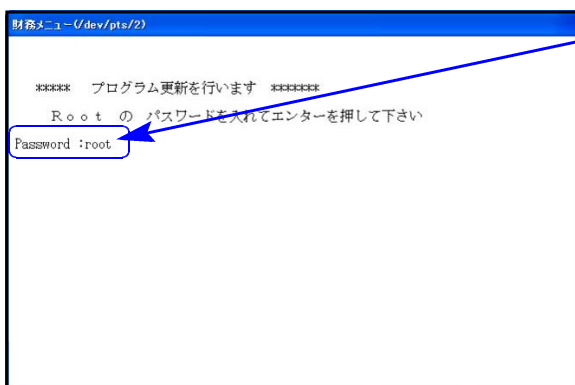 財務メニュー(/dev/pts/2)
***** プログラム更新を行います *******
Ｒｏｏｔ の パスワードを入れてエンターを押して下さい
Password :root